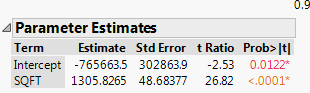 0.9
Parameter Estimates
Term Estimate Std Error t Ratio Prob>|t|
Intercept -765663.5 302863.9 -2.53 0.0122*
SQFT 1305.8265 48.68377 26.82 <.0001*